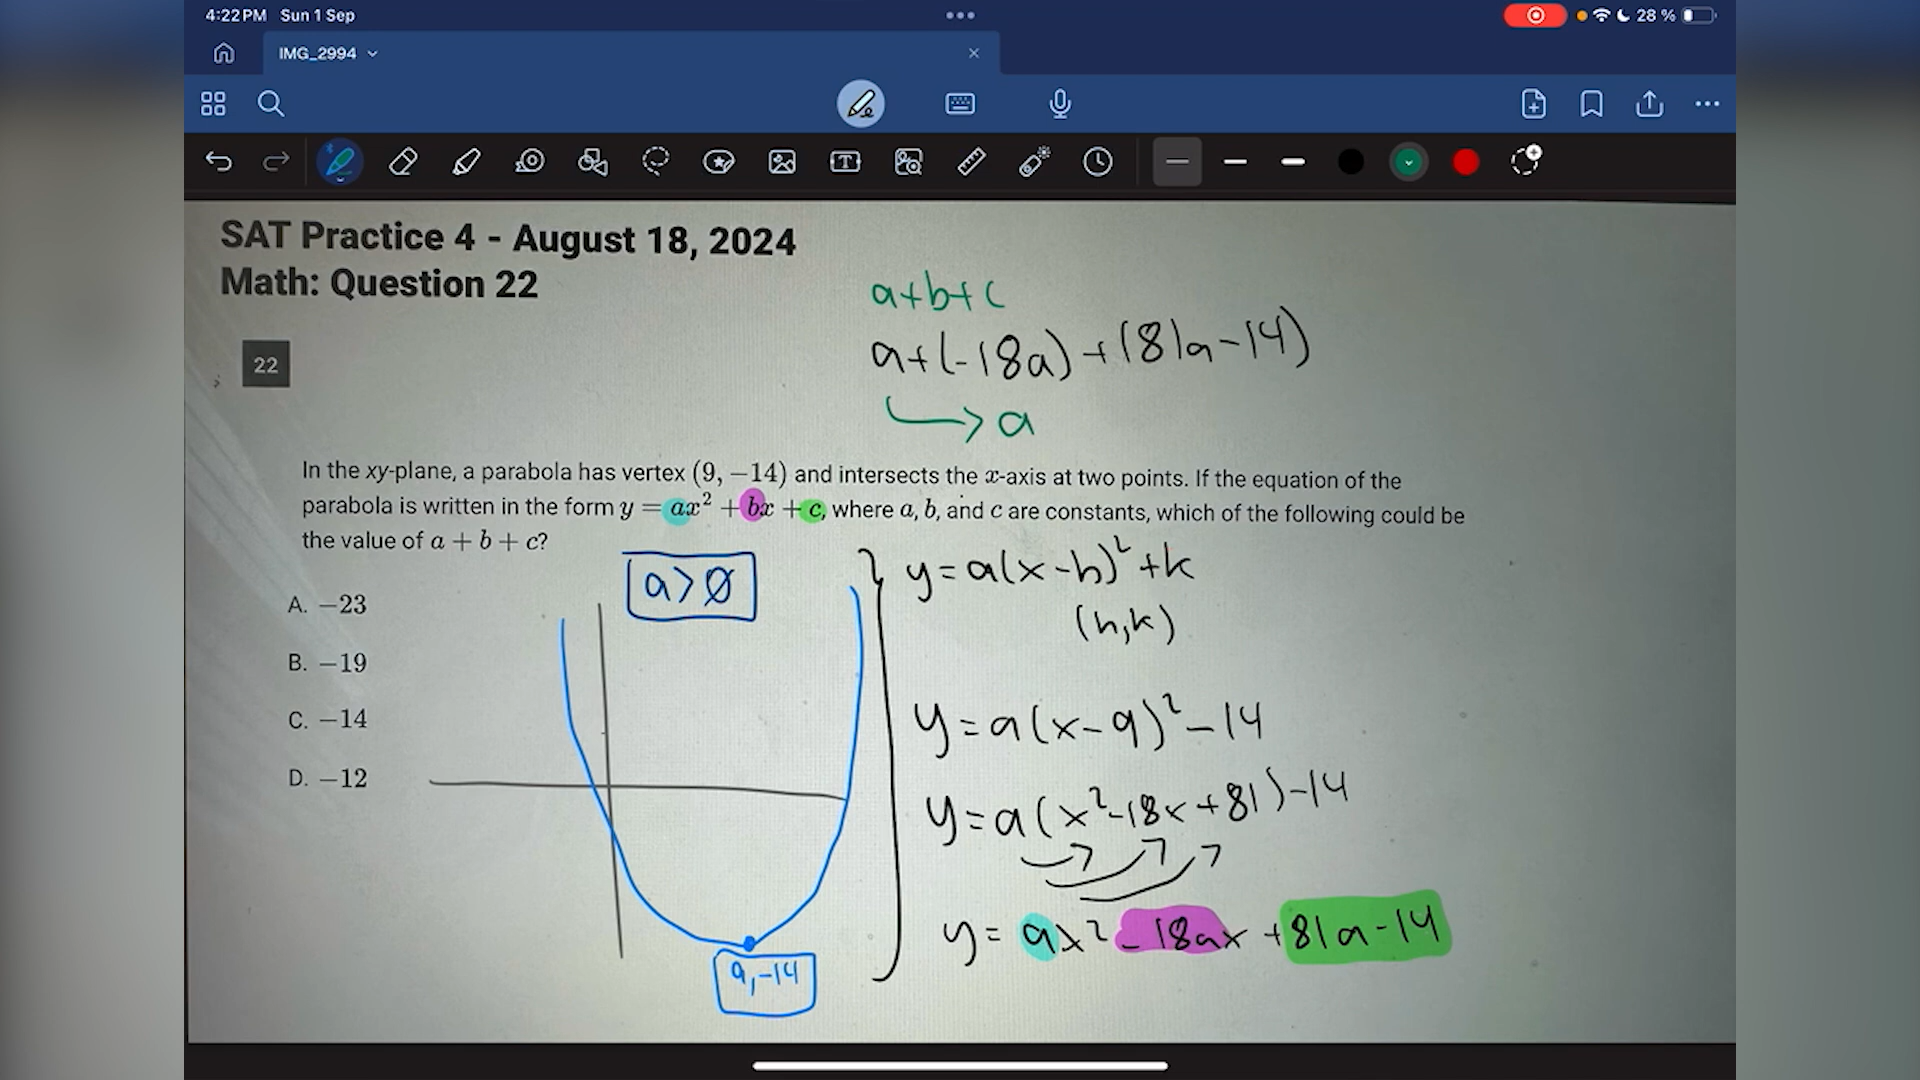 4:22 PM Sun 1 Sep
28 %
IMG_2994
SAT Practice 4 - August 18, 2024
Math: Question 22
a+b+c
a+(-18a)+(81a-14)
→a
22
In the xy-plane, a parabola has vertex (9, −14) and intersects the x-axis at two points. If the equation of the
parabola is written in the form y = ax² + bx + c, where a, b, and c are constants, which of the following could be
the value of a + b + c?
A. −23
B. −19
C. −14
D. −12
a>0
9,-14
y=a(x-h)²+k
(h,k)
y=a(x-9)²-14
y=a(x²-18x+81)-14
y=ax²-18ax+81a-14